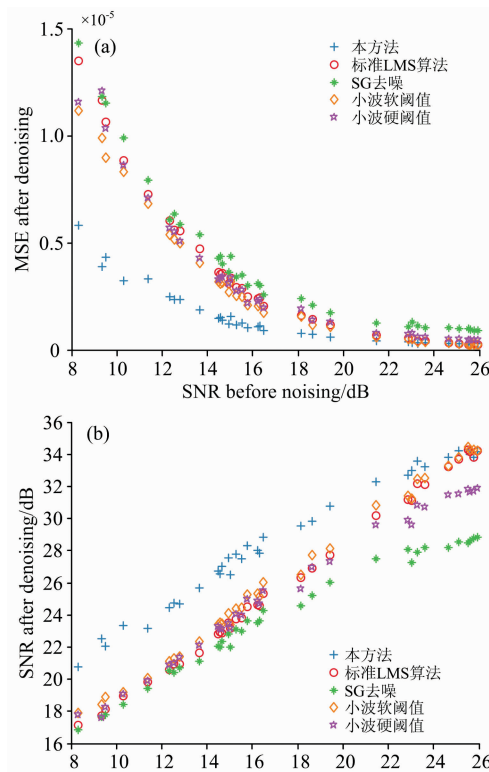 ×10⁻⁵
1.5
(a)
本方法
标准LMS算法
SG去噪
小波软阈值
小波硬阈值
1.0
0.5
0
MSE after denoising
8 10 12 14 16 18 20 22 24 26
SNR before noising/dB
36
(b)
34
32
30
28
26
24
22
20
18
16
SNR after denoising/dB
本方法
标准LMS算法
SG去噪
小波软阈值
小波硬阈值
8 10 12 14 16 18 20 22 24 26